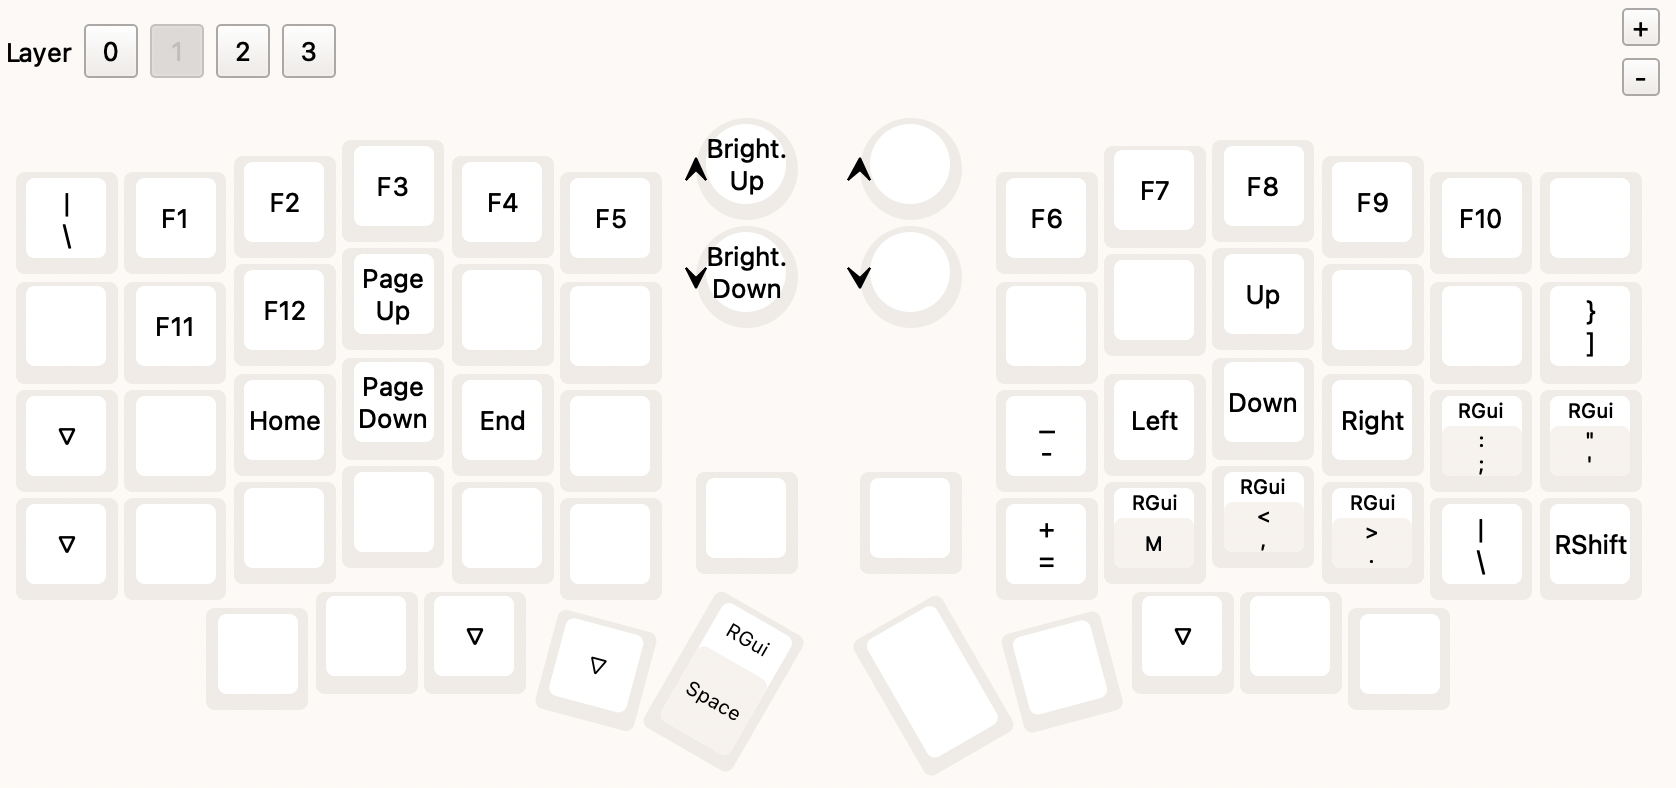 Layer 0 1 2 3
+
-
|
\
F1
F2
F3
F4
F5
Bright.
Up
F6
F7
F8
F9
F10
F11
F12
Page
Up
Bright.
Down
Up
}
]
▽
Home
Page
Down
End
_
-
Left
Down
Right
RGui
:
;
RGui
"
'
▽
+
=
RGui
M
RGui
<
,
RGui
>
.
|
\
RShift
▽
▽
RGui
Space
▽